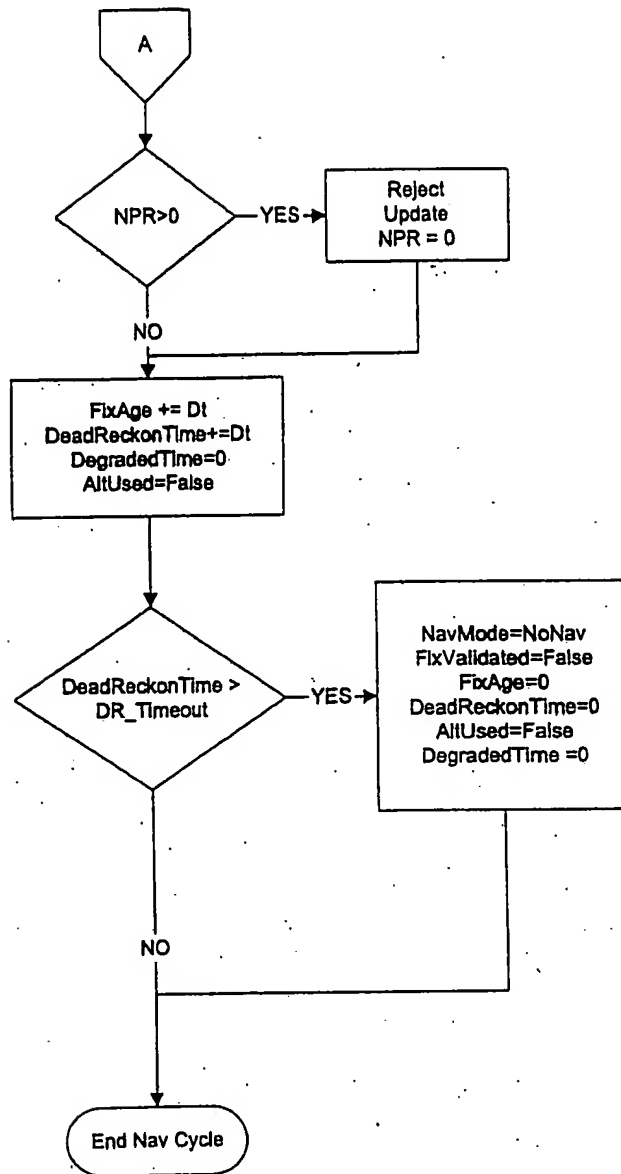 A
NPR>0
YES
Reject
Update
NPR = 0
NO
FixAge += Dt
DeadReckonTime+=Dt
DegradedTime=0
AltUsed=False
DeadReckonTime >
DR_Timeout
YES
NavMode=NoNav
FixValidated=False
FixAge=0
DeadReckonTime=0
AltUsed=False
DegradedTime =0
NO
End Nav Cycle